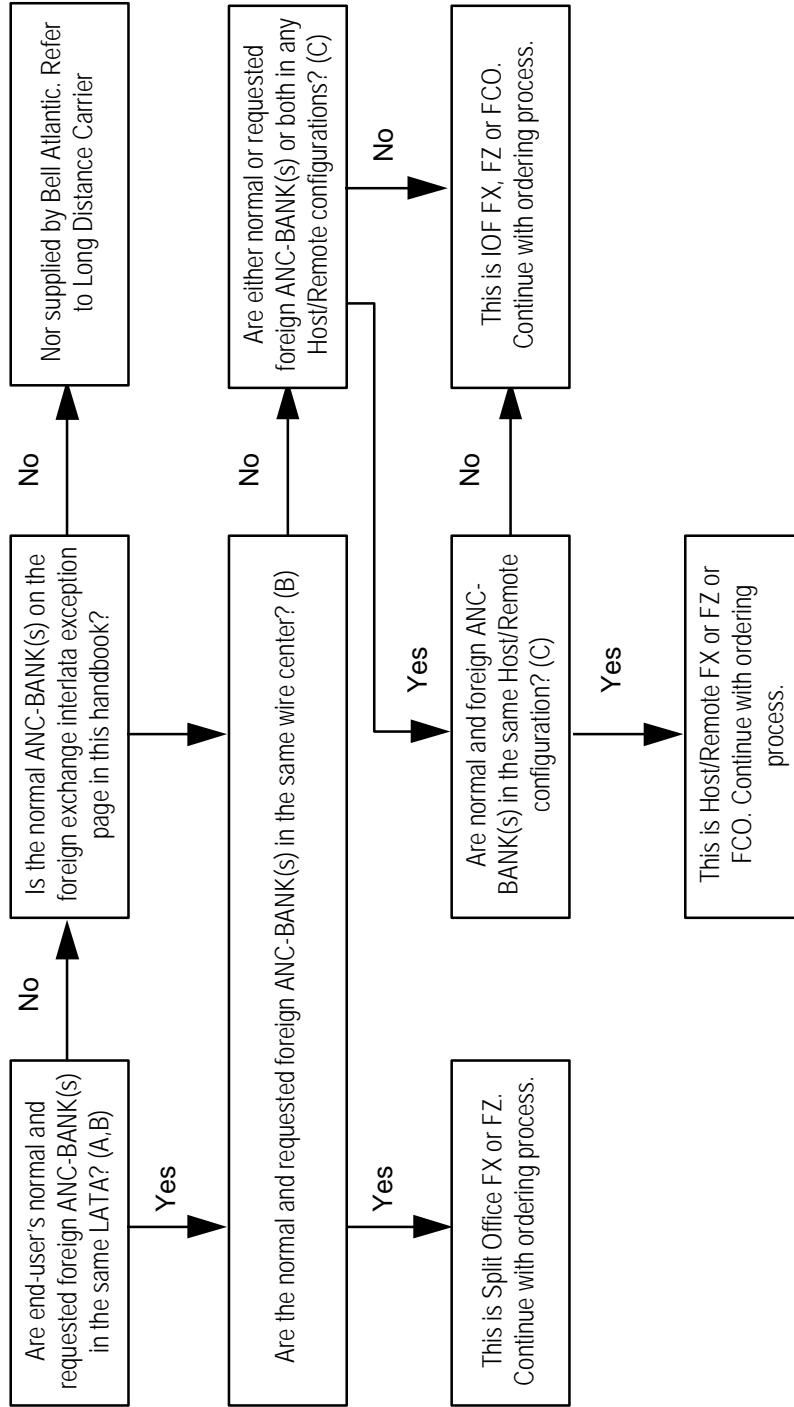 Are end-user's normal and
requested foreign ANC-BANK(s)
in the same LATA? (A,B)
No
Is the normal ANC-BANK(s) on the
foreign exchange interlata exception
page in this handbook?
No
Nor supplied by Bell Atlantic. Refer
to Long Distance Carrier
Yes
Are the normal and requested foreign ANC-BANK(s) in the same wire center? (B)
No
Are either normal or requested
foreign ANC-BANK(s) or both in any
Host/Remote configurations? (C)
Yes
Yes
No
This is Split Office FX or FZ.
Continue with ordering process.
Are normal and foreign ANC-
BANK(s) in the same Host/Remote
configuration? (C)
No
This is IOF FX, FZ or FCO.
Continue with ordering process.
Yes
This is Host/Remote FX or FZ or
FCO. Continue with ordering
process.